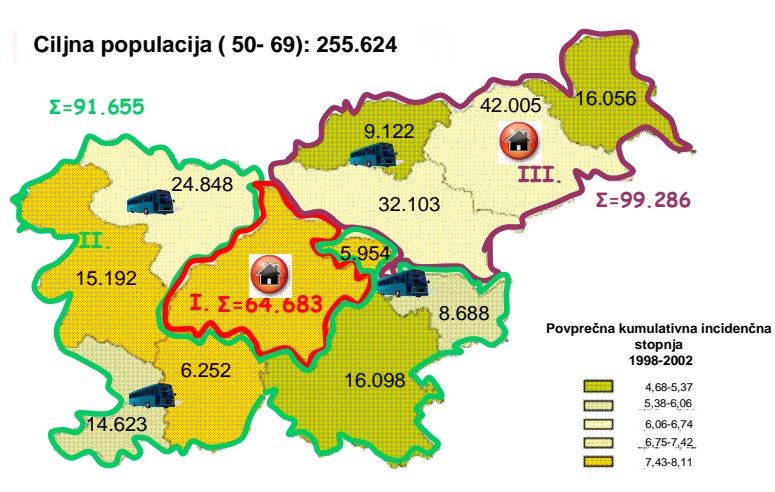 Ciljna populacija ( 50- 69): 255.624
Σ=91.655
42.005
16.056
9.122
III.
24.848
32.103
Σ=99.286
II.
5.954
15.192
I. Σ=64.683
8.688
6.252
16.098
14.623
Povprečna kumulativna incidenčna
stopnja
1998-2002
4,68-5,37
5,38-6,06
6,06-6,74
6,75-7,42
7,43-8,11